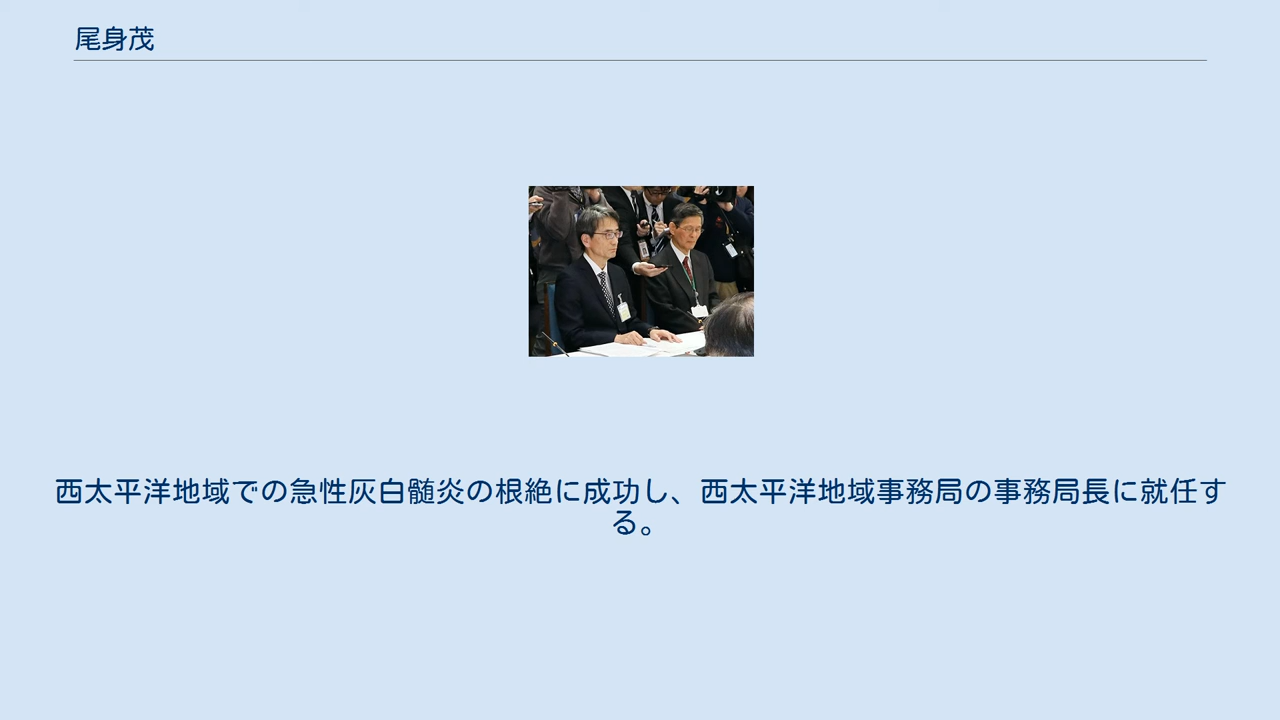 尾身茂
西太平洋地域での急性灰白髄炎の根絶に成功し、西太平洋地域事務局の事務局長に就任す
る。